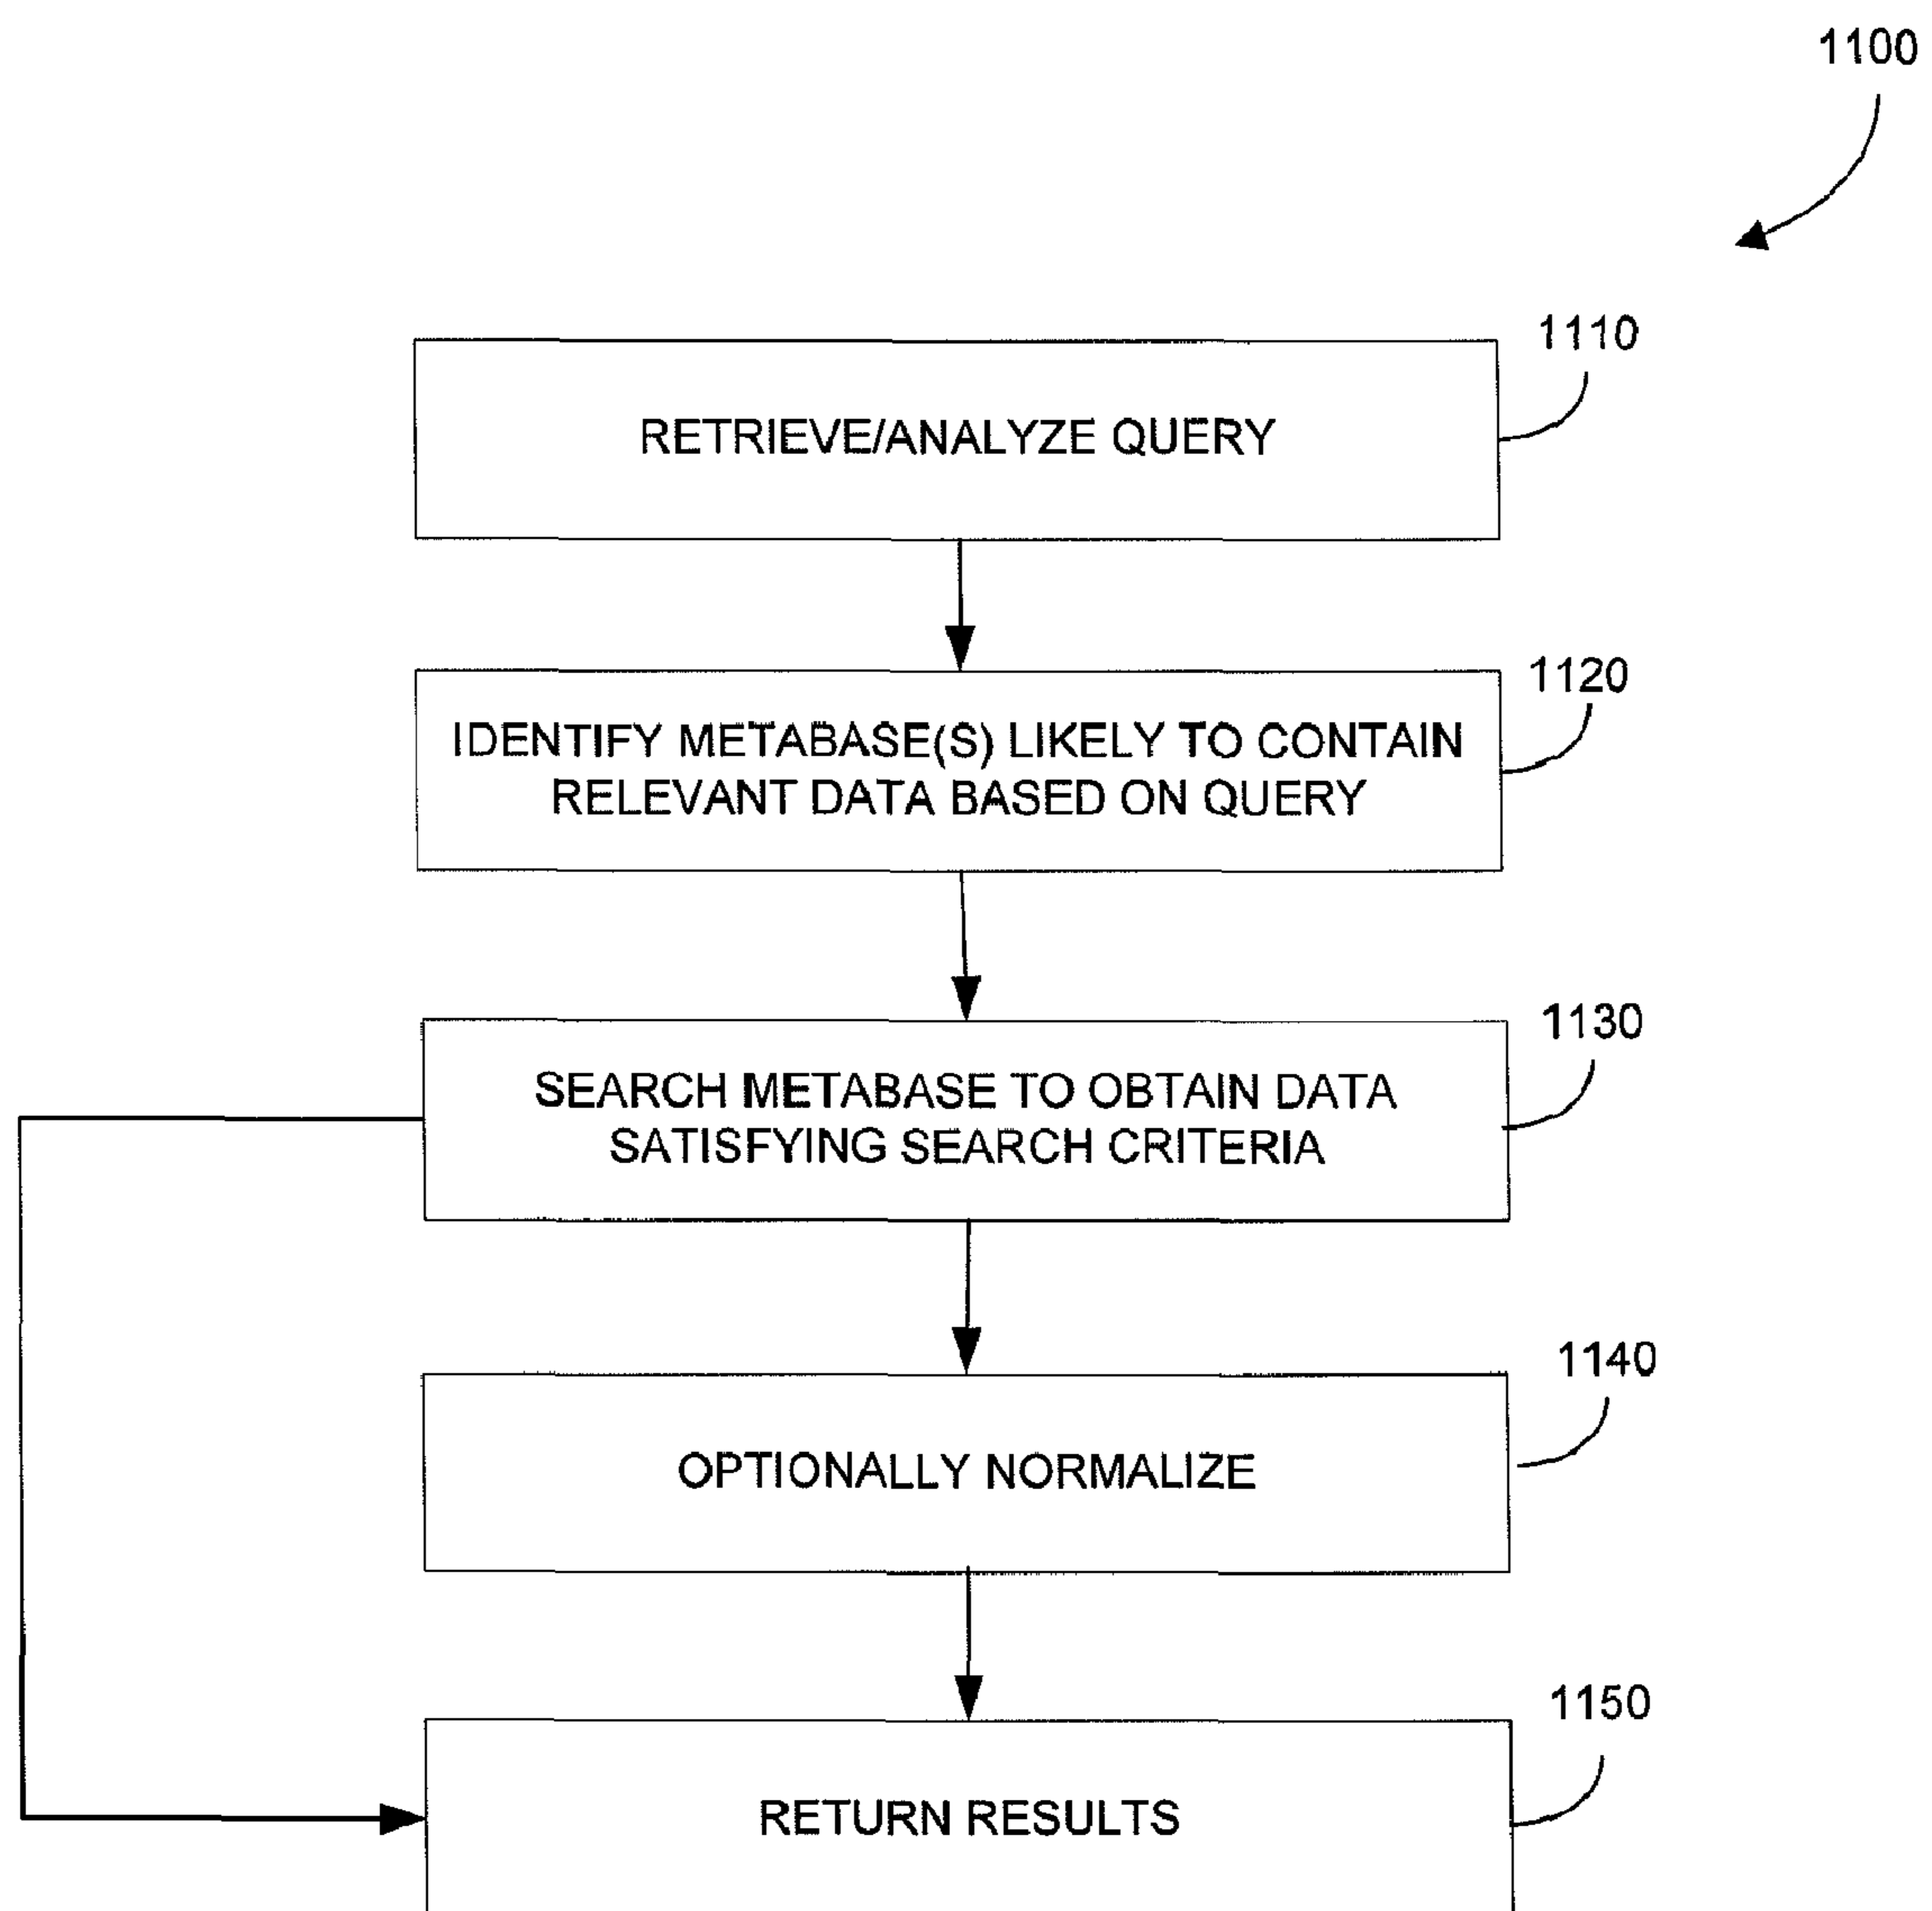 1100
1110
RETRIEVE/ANALYZE QUERY
1120
IDENTIFY METABASE(S) LIKELY TO CONTAIN
RELEVANT DATA BASED ON QUERY
1130
SEARCH METABASE TO OBTAIN DATA
SATISFYING SEARCH CRITERIA
1140
OPTIONALLY NORMALIZE
1150
RETURN RESULTS